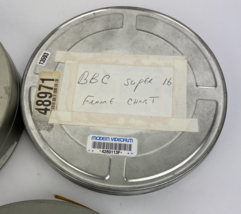 48971
BBC Super 16
FRAME CHART
MODERN VIDEOFILM